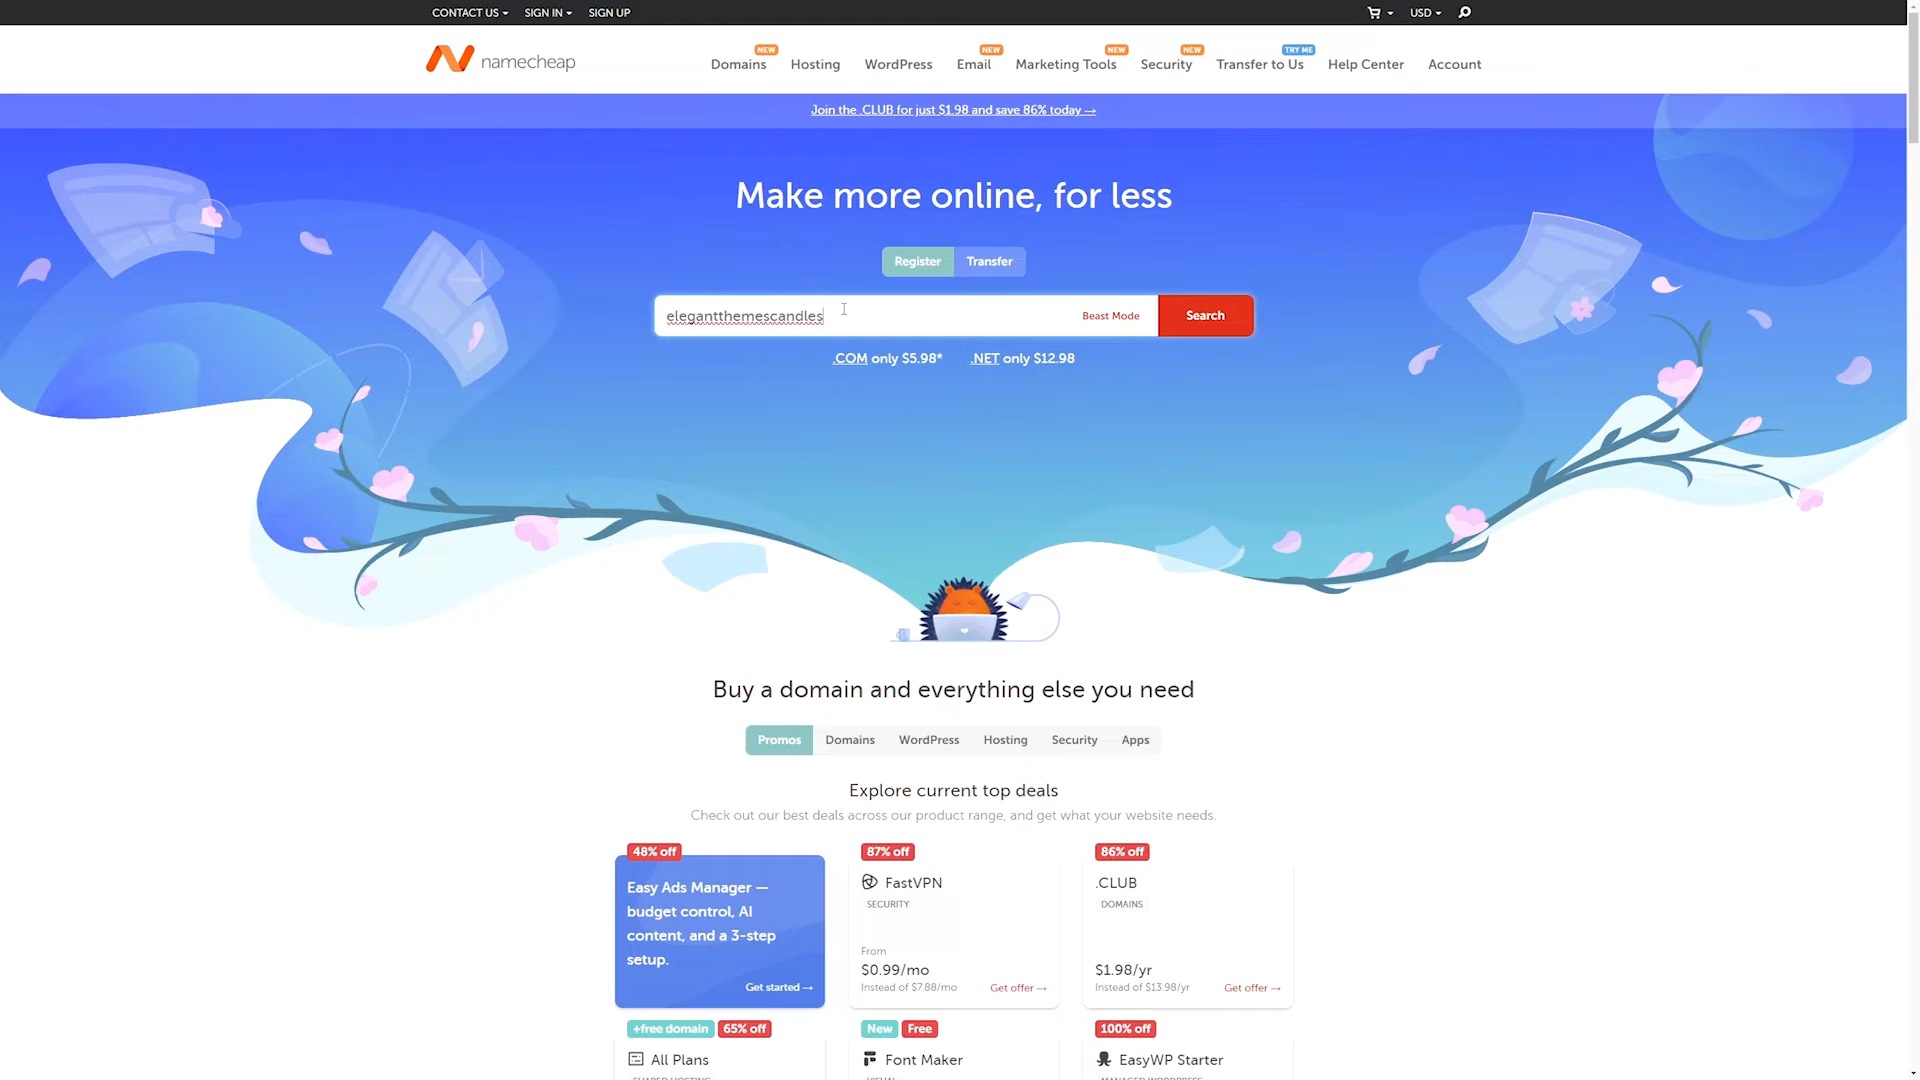 CONTACT US
SIGN IN
SIGN UP
USD
namecheap
Domains
NEW
Hosting
WordPress
Email
NEW
Marketing Tools
NEW
Security
NEW
Transfer to Us
TRY ME
Help Center
Account
Join the .CLUB for just $1.98 and save 86% today →
Make more online, for less
Register
Transfer
elegantthemescandles
Beast Mode
Search
.COM only $5.98*
.NET only $12.98
Buy a domain and everything else you need
Promos
Domains
WordPress
Hosting
Security
Apps
Explore current top deals
Check out our best deals across our product range, and get what your website needs.
48% off
Easy Ads Manager —
budget control, AI
content, and a 3-step
setup.
Get started →
87% off
FastVPN
SECURITY
From
$0.99/mo
Instead of $7.88/mo
Get offer →
86% off
.CLUB
DOMAINS
$1.98/yr
Instead of $13.98/yr
Get offer →
+free domain
65% off
All Plans
SHARED HOSTING
New
Free
Font Maker
VISUAL
100% off
EasyWP Starter
MANAGED WORDPRESS